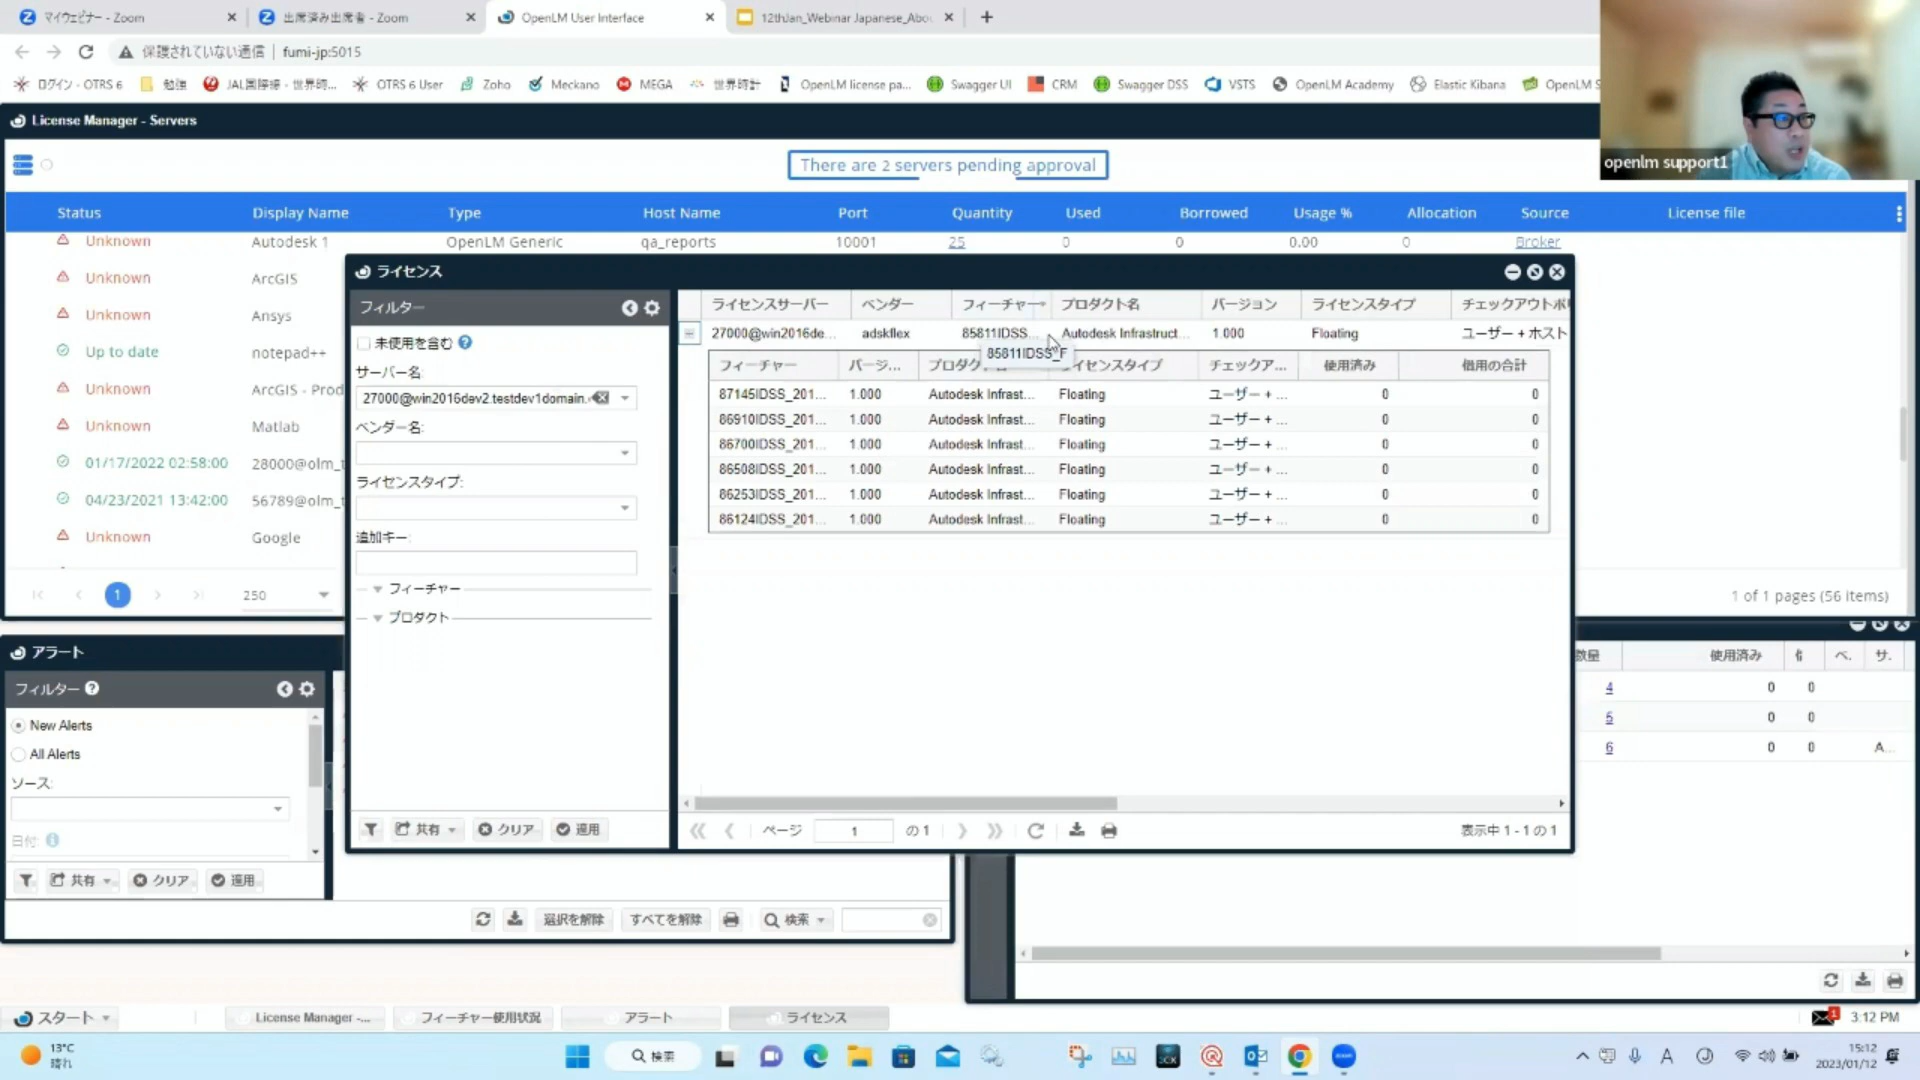 マイウェビナー - Zoom
出席済み出席者 - Zoom
OpenLM User Interface
12thJan_Webinar Japanese_Abo
保護されていない通信 | fumi-jp:5015
ログイン - OTRS 6
勉強
JAL国際線 - 世界時...
OTRS 6 User
Zoho
Meckano
MEGA
世界時計
OpenLM license pa...
Swagger UI
CRM
Swagger DSS
VSTS
OpenLM Academy
Elastic Kibana
OpenLM S
openlm support1
License Manager - Servers
There are 2 servers pending approval
Status Display Name Type Host Name Port Quantity Used Borrowed Usage % Allocation Source License file
Unknown Autodesk 1 OpenLM Generic qa_reports 10001 25 0 0 0.00 0 Broker
Unknown ArcGIS
Unknown Ansys
Up to date notepad++
Unknown ArcGIS - Prod
Unknown Matlab
01/17/2022 02:58:00 28000@olm_t
04/23/2021 13:42:00 56789@olm_t
Unknown Google
1 250
1 of 1 pages (56 items)
ライセンス
フィルター
未使用を含む
サーバー名:
27000@win2016dev2.testdev1domain.
ベンダー名:
ライセンスタイプ:
追加キー:
フィーチャー
プロダクト
共有 クリア 適用
ライセンスサーバー ベンダー フィーチャー プロダクト名 バージョン ライセンスタイプ チェックアウトポリ
27000@win2016de... adskflex 85811IDSS... Autodesk Infrastruct... 1.000 Floating ユーザー + ホスト
85811IDSS_F
フィーチャー バージ... プロダク イセンスタイプ チェックア... 使用済み 借用の合計
87145IDSS_201... 1.000 Autodesk Infrast... Floating ユーザー + ... 0 0
86910IDSS_201... 1.000 Autodesk Infrast... Floating ユーザー + ... 0 0
86700IDSS_201... 1.000 Autodesk Infrast... Floating ユーザー + ... 0 0
86508IDSS_201... 1.000 Autodesk Infrast... Floating ユーザー + ... 0 0
86253IDSS_201... 1.000 Autodesk Infrast... Floating ユーザー + ... 0 0
86124IDSS_201... 1.000 Autodesk Infrast... Floating ユーザー + ... 0 0
ページ 1 の 1
表示中 1 - 1 の 1
アラート
フィルター
New Alerts
All Alerts
ソース:
日付:
共有 クリア 適用
選択を解除 すべてを解除 検索
数量 使用済み ベ. サ.
4 0 0
5 0 0
6 0 0 A...
スタート License Manager -... フィーチャー使用状況 アラート ライセンス
1 3:12 PM
13°C
晴れ
検索
A
15:12
2023/01/12